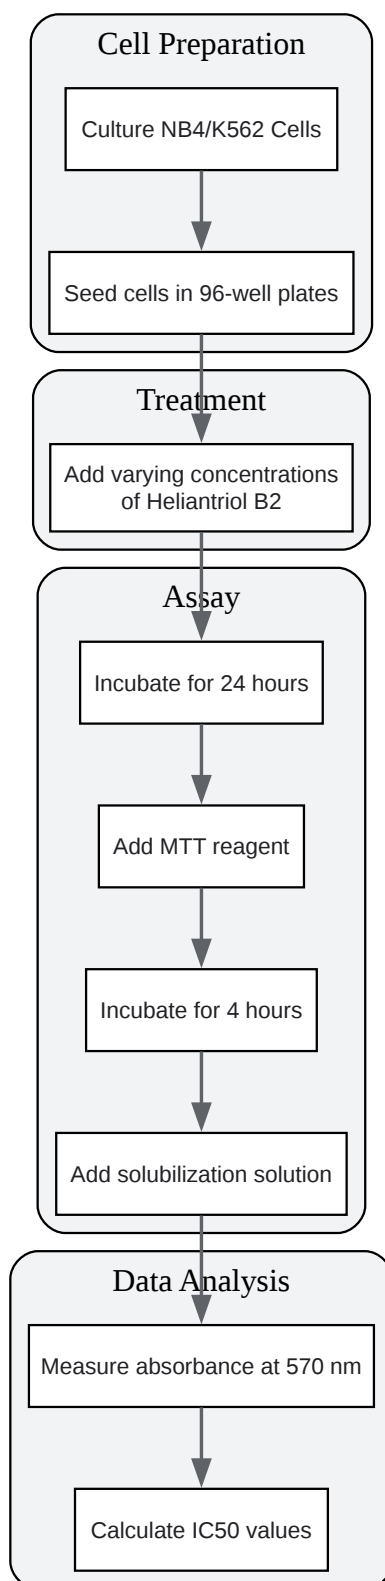 Cell Preparation
Culture NB4/K562 Cells
Seed cells in 96-well plates
Treatment
Add varying concentrations
of Heliantriol B2
Assay
Incubate for 24 hours
Add MTT reagent
Incubate for 4 hours
Add solubilization solution
Data Analysis
Measure absorbance at 570 nm
Calculate IC50 values